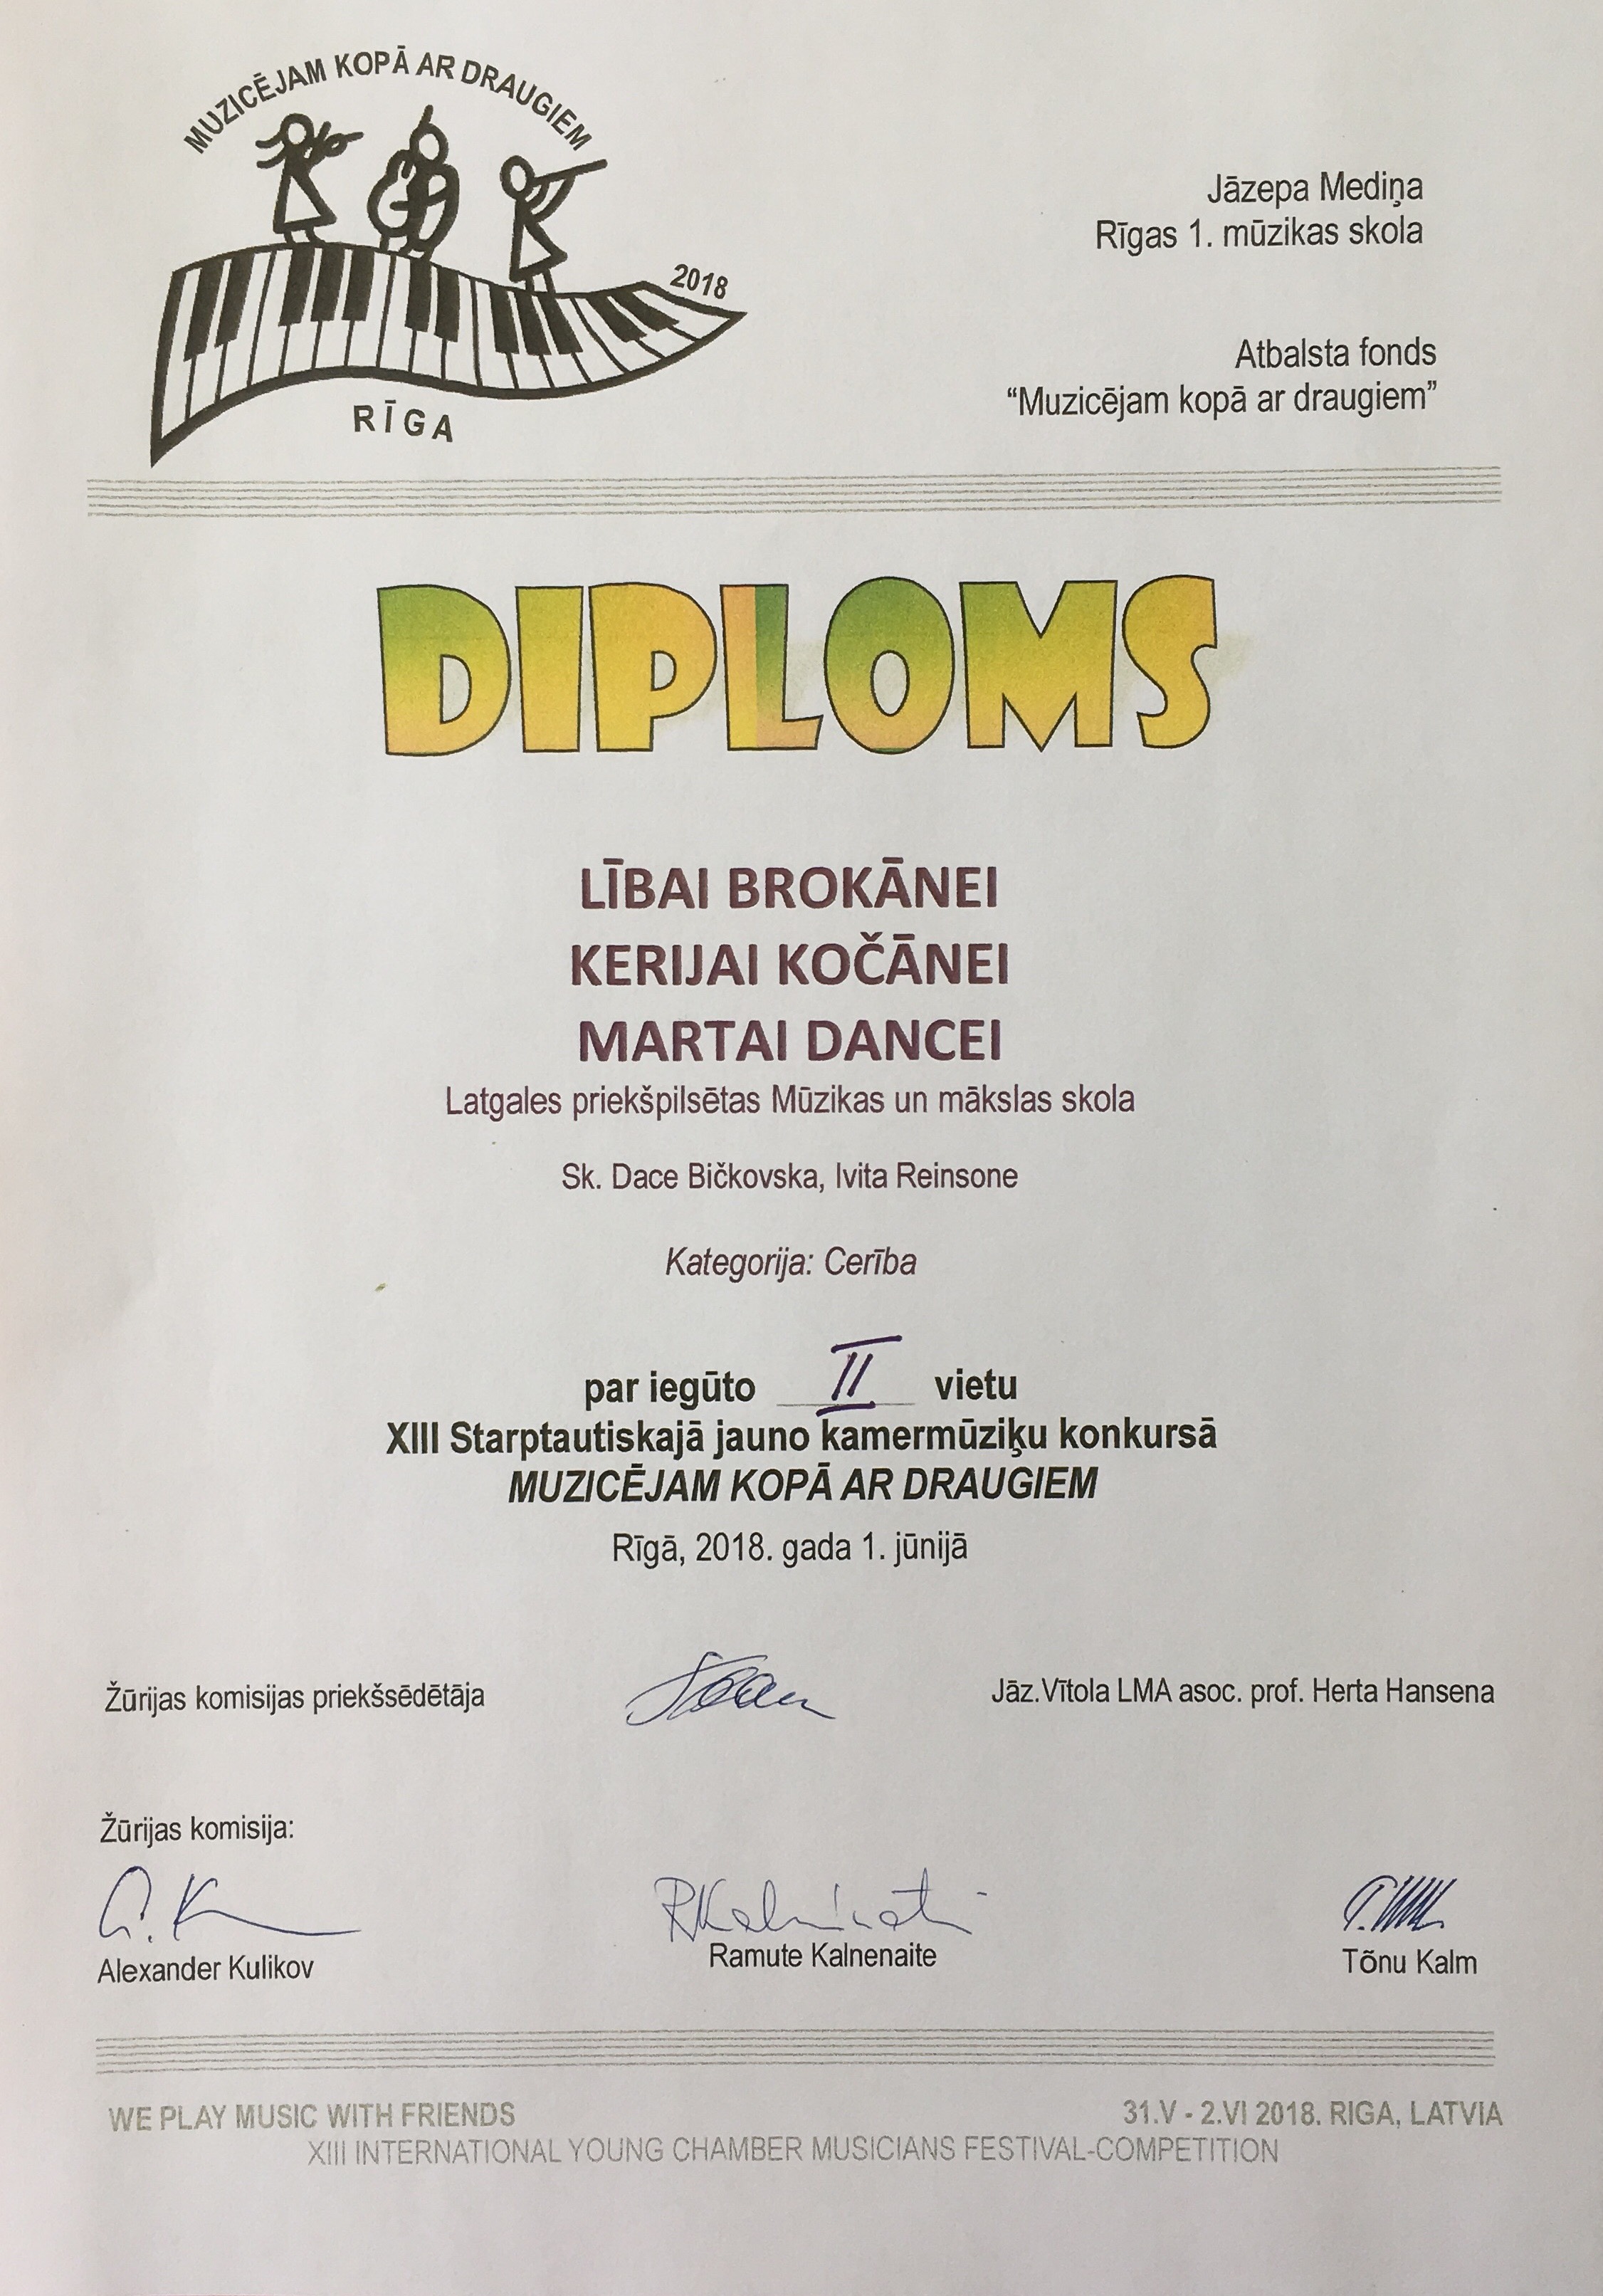 MUZICĒJAM KOPĀ AR DRAUGIEM
2018
RĪGA
Jāzepa Mediņa
Rīgas 1. mūzikas skola
Atbalsta fonds
“Muzicējam kopā ar draugiem”
DIPLOMS
LĪBAI BROKĀNEI
KERIJAI KOČĀNEI
MARTAI DANCEI
Latgales priekšpilsētas Mūzikas un mākslas skola
Sk. Dace Bičkovska, Ivita Reinsone
Kategorija: Cerība
par iegūto II vietu
XIII Starptautiskajā jauno kamermūziķu konkursā
MUZICĒJAM KOPĀ AR DRAUGIEM
Rīgā, 2018. gada 1. jūnijā
Žūrijas komisijas priekšsēdētāja Jāz.Vītola LMA asoc. prof. Herta Hansena
Žūrijas komisija:
Alexander Kulikov Ramute Kalnenaite Tõnu Kalm
WE PLAY MUSIC WITH FRIENDS 31.V - 2.VI 2018. RIGA, LATVIA
XIII INTERNATIONAL YOUNG CHAMBER MUSICIANS FESTIVAL-COMPETITION